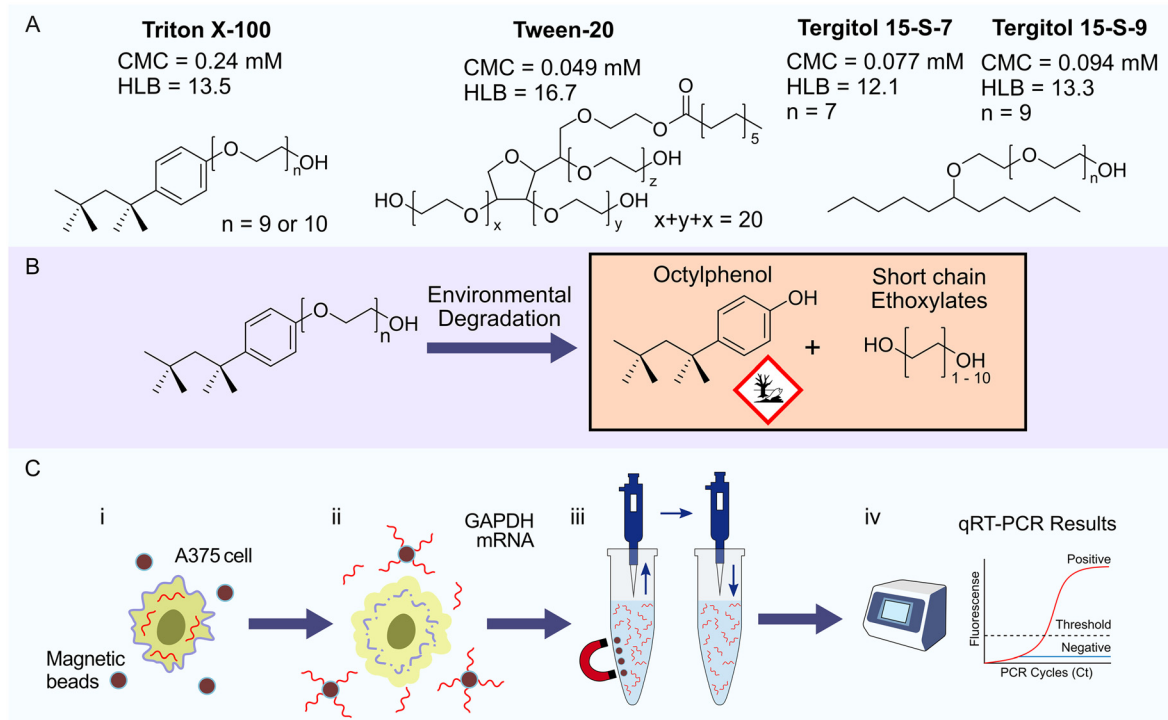 A
Triton X-100
CMC = 0.24 mM
HLB = 13.5
O
OH
n
n = 9 or 10
Tween-20
CMC = 0.049 mM
HLB = 16.7
O
O
O
O
5
O
O
OH
z
HO
O
x
O
OH
y
x+y+x = 20
Tergitol 15-S-7
CMC = 0.077 mM
HLB = 12.1
n = 7
Tergitol 15-S-9
CMC = 0.094 mM
HLB = 13.3
n = 9
O
O
OH
n
B
O
OH
n
Environmental
Degradation
Octylphenol
OH
+
Short chain
Ethoxylates
HO
OH
1 - 10
C
i
A375 cell
Magnetic
beads
ii
GAPDH
mRNA
iii
iv
qRT-PCR Results
Fluorescense
Positive
Threshold
Negative
PCR Cycles (Ct)